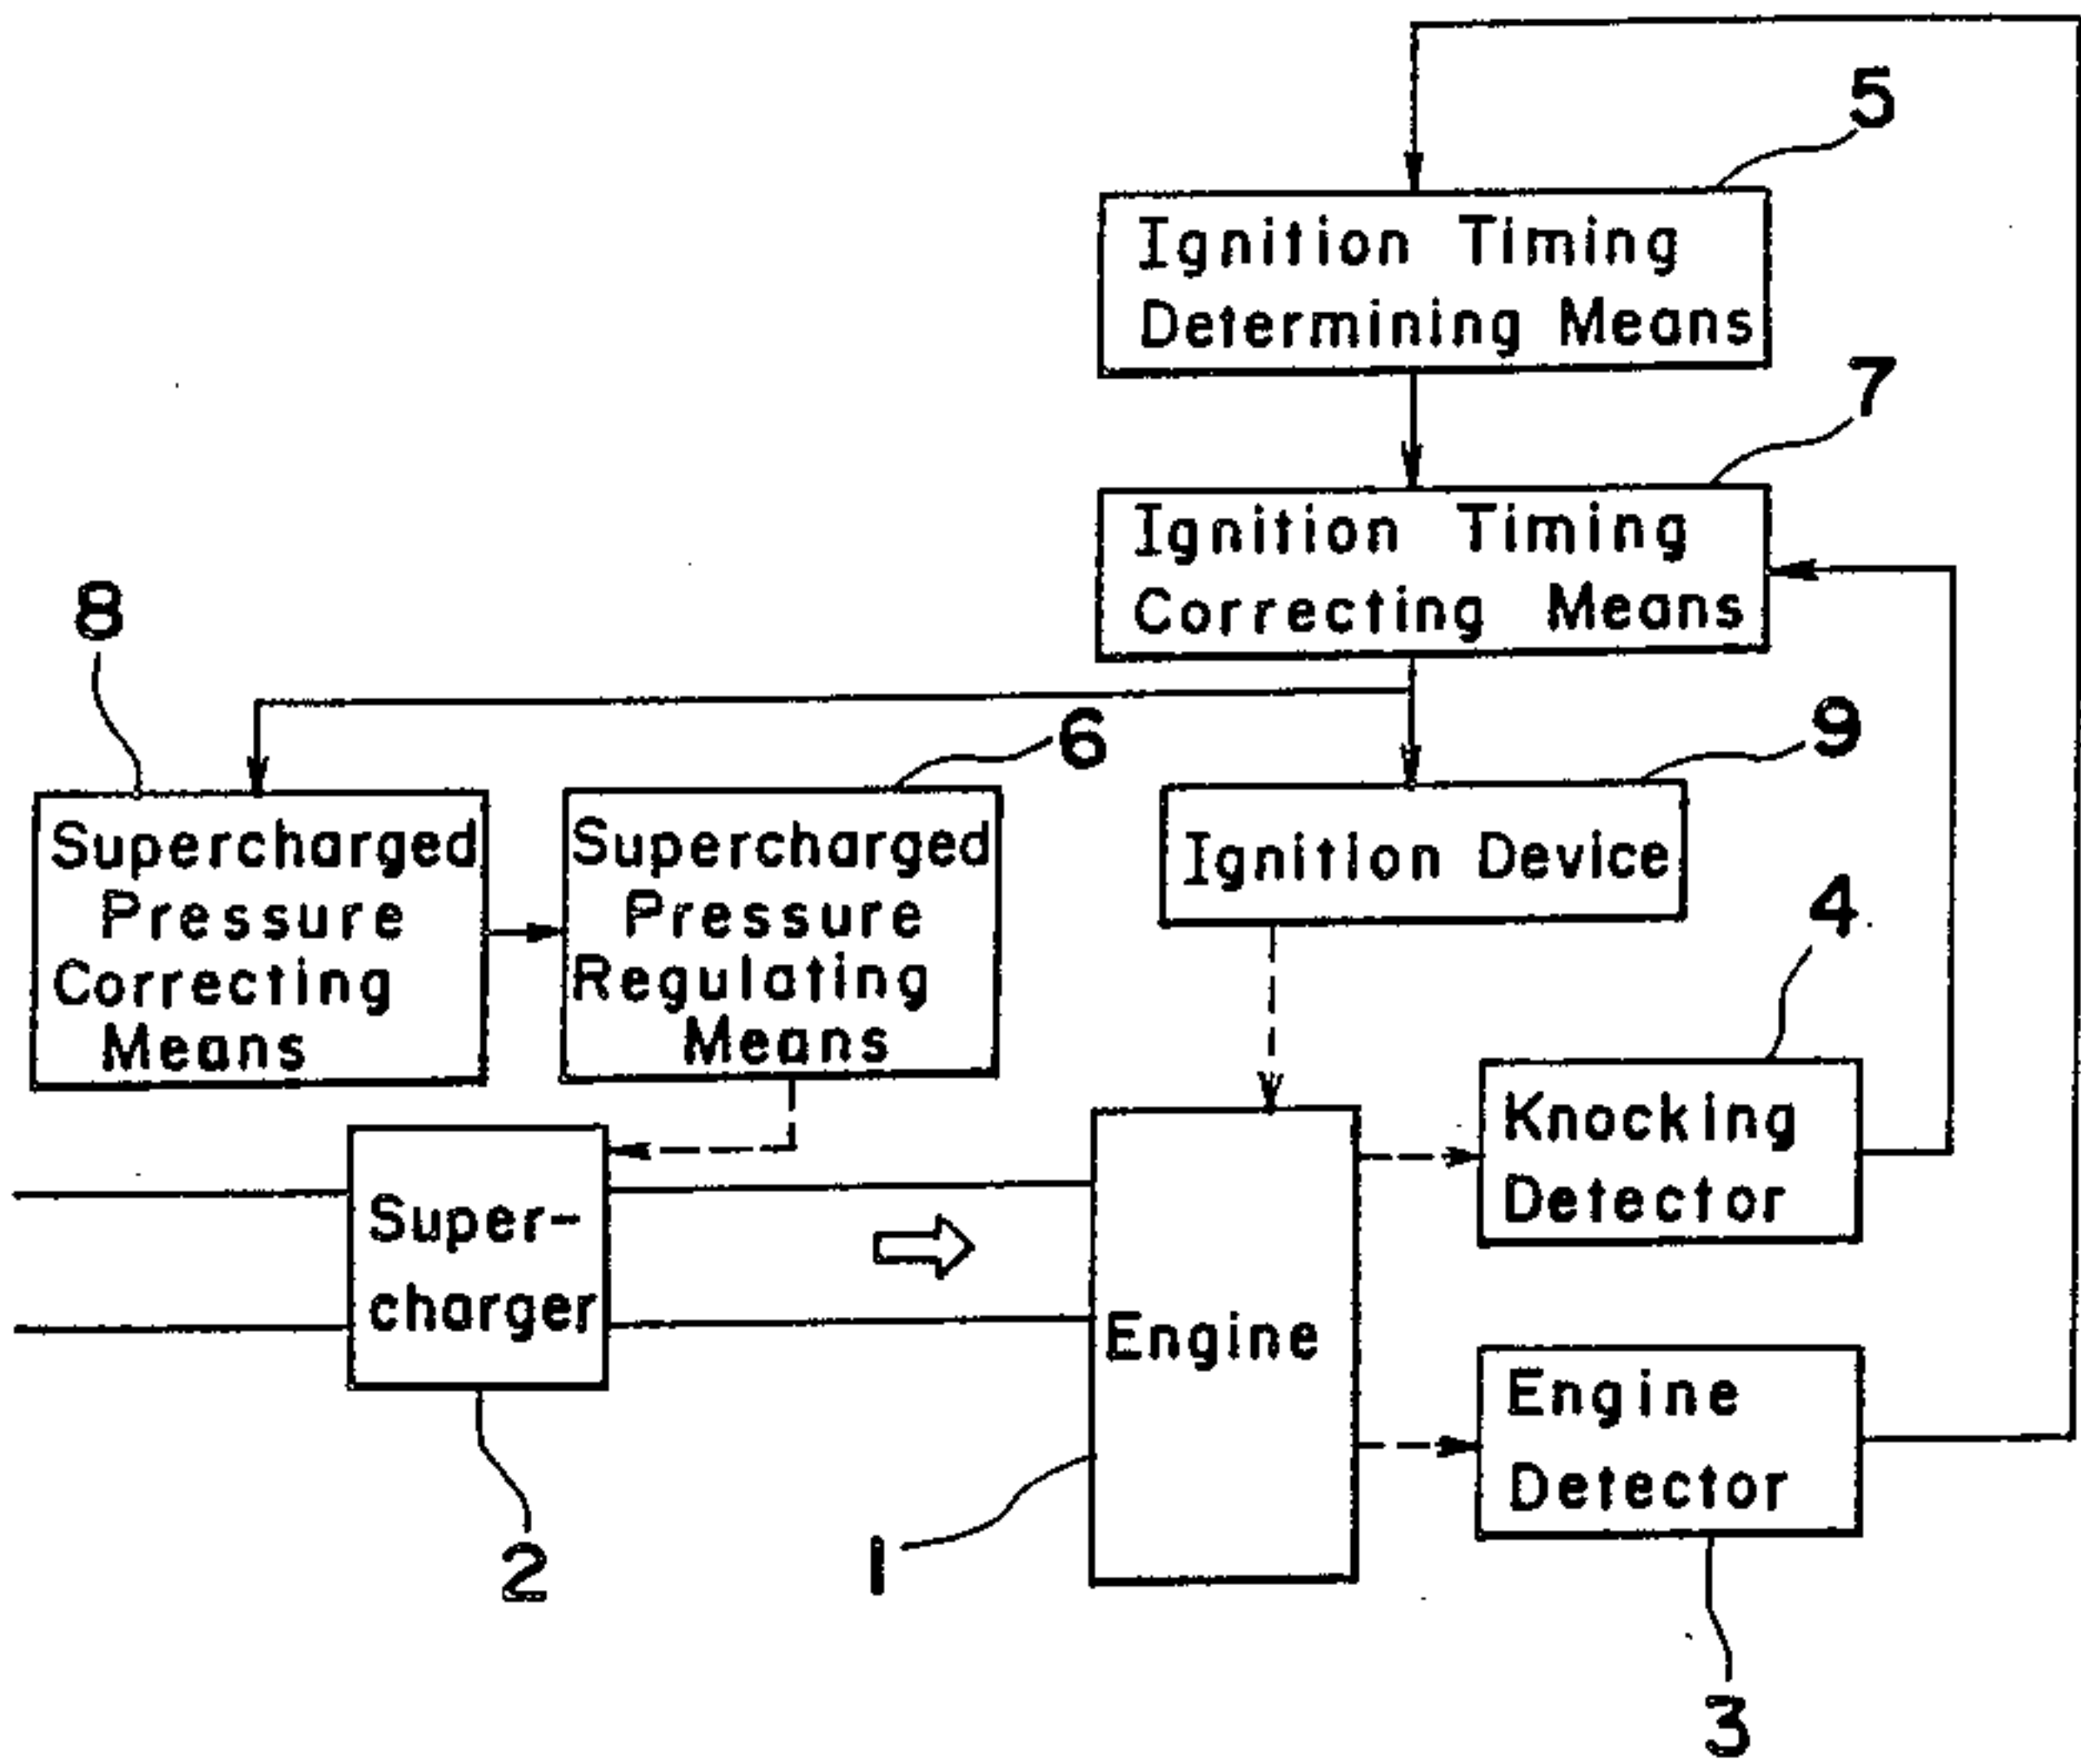 5
Ignition Timing
Determining Means
7
Ignition Timing
Correcting Means
8
6
9
Supercharged
Pressure
Correcting
Means
Supercharged
Pressure
Regulating
Means
Ignition Device
4
Knocking
Detector
Super-
charger
Engine
Engine
Detector
2
1
3